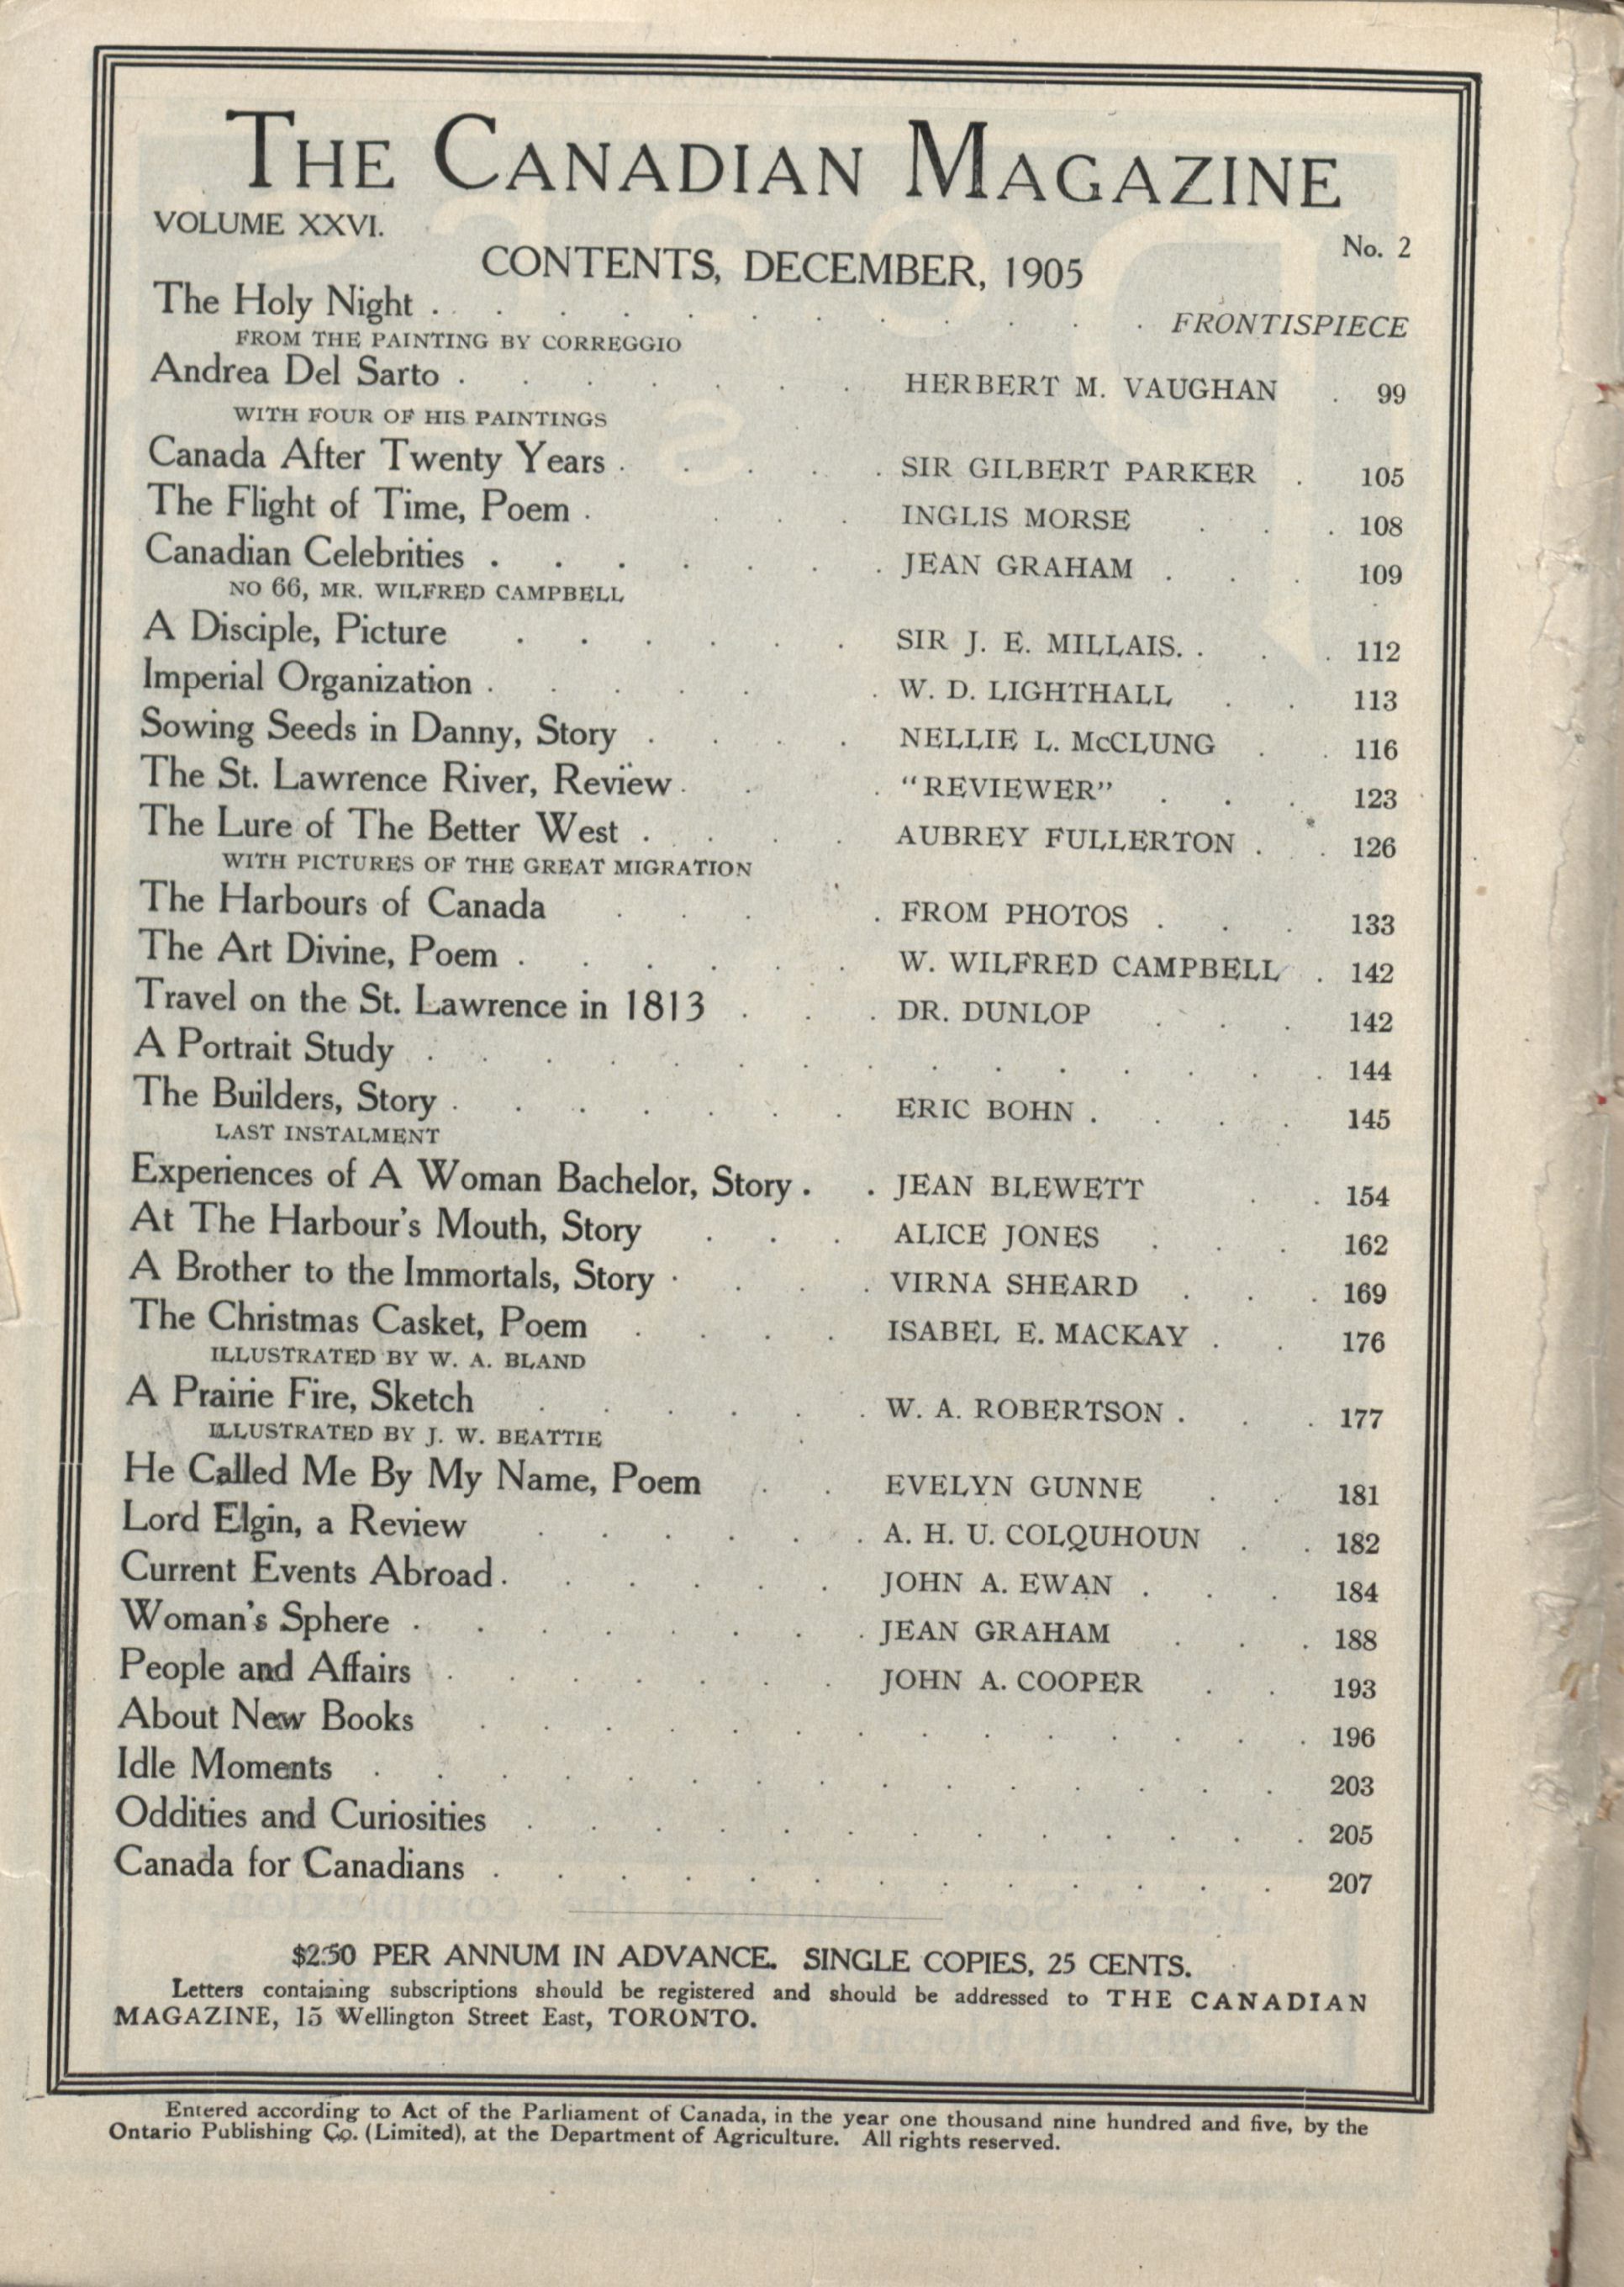 THE CANADIAN MAGAZINE
VOLUME XXVI.
No. 2
CONTENTS, DECEMBER, 1905
The Holy Night . . . . . . . . . . . . FRONTISPIECE
FROM THE PAINTING BY CORREGGIO
Andrea Del Sarto . . . . . . . HERBERT M. VAUGHAN . 99
WITH FOUR OF HIS PAINTINGS
Canada After Twenty Years . . . . . SIR GILBERT PARKER . 105
The Flight of Time, Poem . . . . INGLIS MORSE . . . 108
Canadian Celebrities . . . . . . . JEAN GRAHAM . . . 109
NO 66, MR. WILFRED CAMPBELL
A Disciple, Picture . . . . . . SIR J. E. MILLAIS. . . . 112
Imperial Organization . . . . . . W. D. LIGHTHALL . . 113
Sowing Seeds in Danny, Story . . . . NELLIE L. McCLUNG . . 116
The St. Lawrence River, Review . . . "REVIEWER" . . . 123
The Lure of The Better West . . . . AUBREY FULLERTON . . 126
WITH PICTURES OF THE GREAT MIGRATION
The Harbours of Canada . . . . FROM PHOTOS . . . 133
The Art Divine, Poem . . . . . . W. WILFRED CAMPBELL . 142
Travel on the St. Lawrence in 1813 . . . DR. DUNLOP . . . 142
A Portrait Study . . . . . . . . . . . . . . 144
The Builders, Story . . . . . . . ERIC BOHN . . . . 145
LAST INSTALMENT
Experiences of A Woman Bachelor, Story . . JEAN BLEWETT . . 154
At The Harbour's Mouth, Story . . . ALICE JONES . . . 162
A Brother to the Immortals, Story . . . . VIRNA SHEARD . . . 169
The Christmas Casket, Poem . . . . ISABEL E. MACKAY . . 176
ILLUSTRATED BY W. A. BLAND
A Prairie Fire, Sketch . . . . . . W. A. ROBERTSON . . . 177
ILLUSTRATED BY J. W. BEATTIE
He Called Me By My Name, Poem . . EVELYN GUNNE . . 181
Lord Elgin, a Review . . . . . . A. H. U. COLQUHOUN . . 182
Current Events Abroad . . . . . . JOHN A. EWAN . . . 184
Woman's Sphere . . . . . . . . JEAN GRAHAM . . . 188
People and Affairs . . . . . . JOHN A. COOPER . . 193
About New Books . . . . . . . . . . . . . . 196
Idle Moments . . . . . . . . . . . . . . . 203
Oddities and Curiosities . . . . . . . . . . . . . 205
Canada for Canadians . . . . . . . . . . . . . 207
$2.50 PER ANNUM IN ADVANCE. SINGLE COPIES, 25 CENTS.
Letters containing subscriptions should be registered and should be addressed to THE CANADIAN
MAGAZINE, 15 Wellington Street East, TORONTO.
Entered according to Act of the Parliament of Canada, in the year one thousand nine hundred and five, by the
Ontario Publishing Co. (Limited), at the Department of Agriculture. All rights reserved.